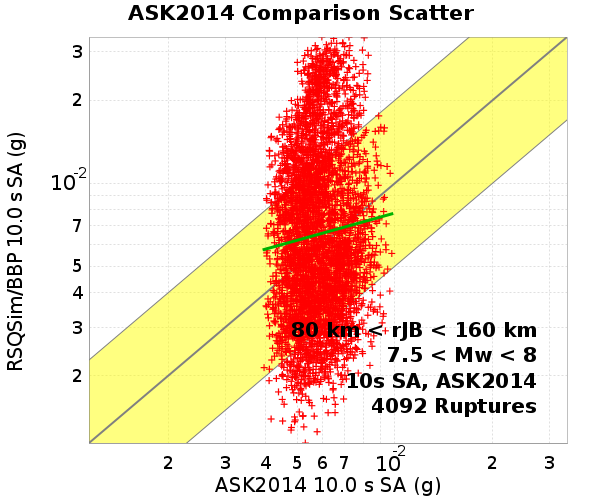 ASK2014 Comparison Scatter
RSQSim/BBP 10.0 s SA (g)
3
2
10-2
7
5
4
3
2
80 km < rJB < 160 km
7.5 < Mw < 8
10s SA, ASK2014
4092 Ruptures
2 3 4 5 6 7 10-2 2 3
ASK2014 10.0 s SA (g)